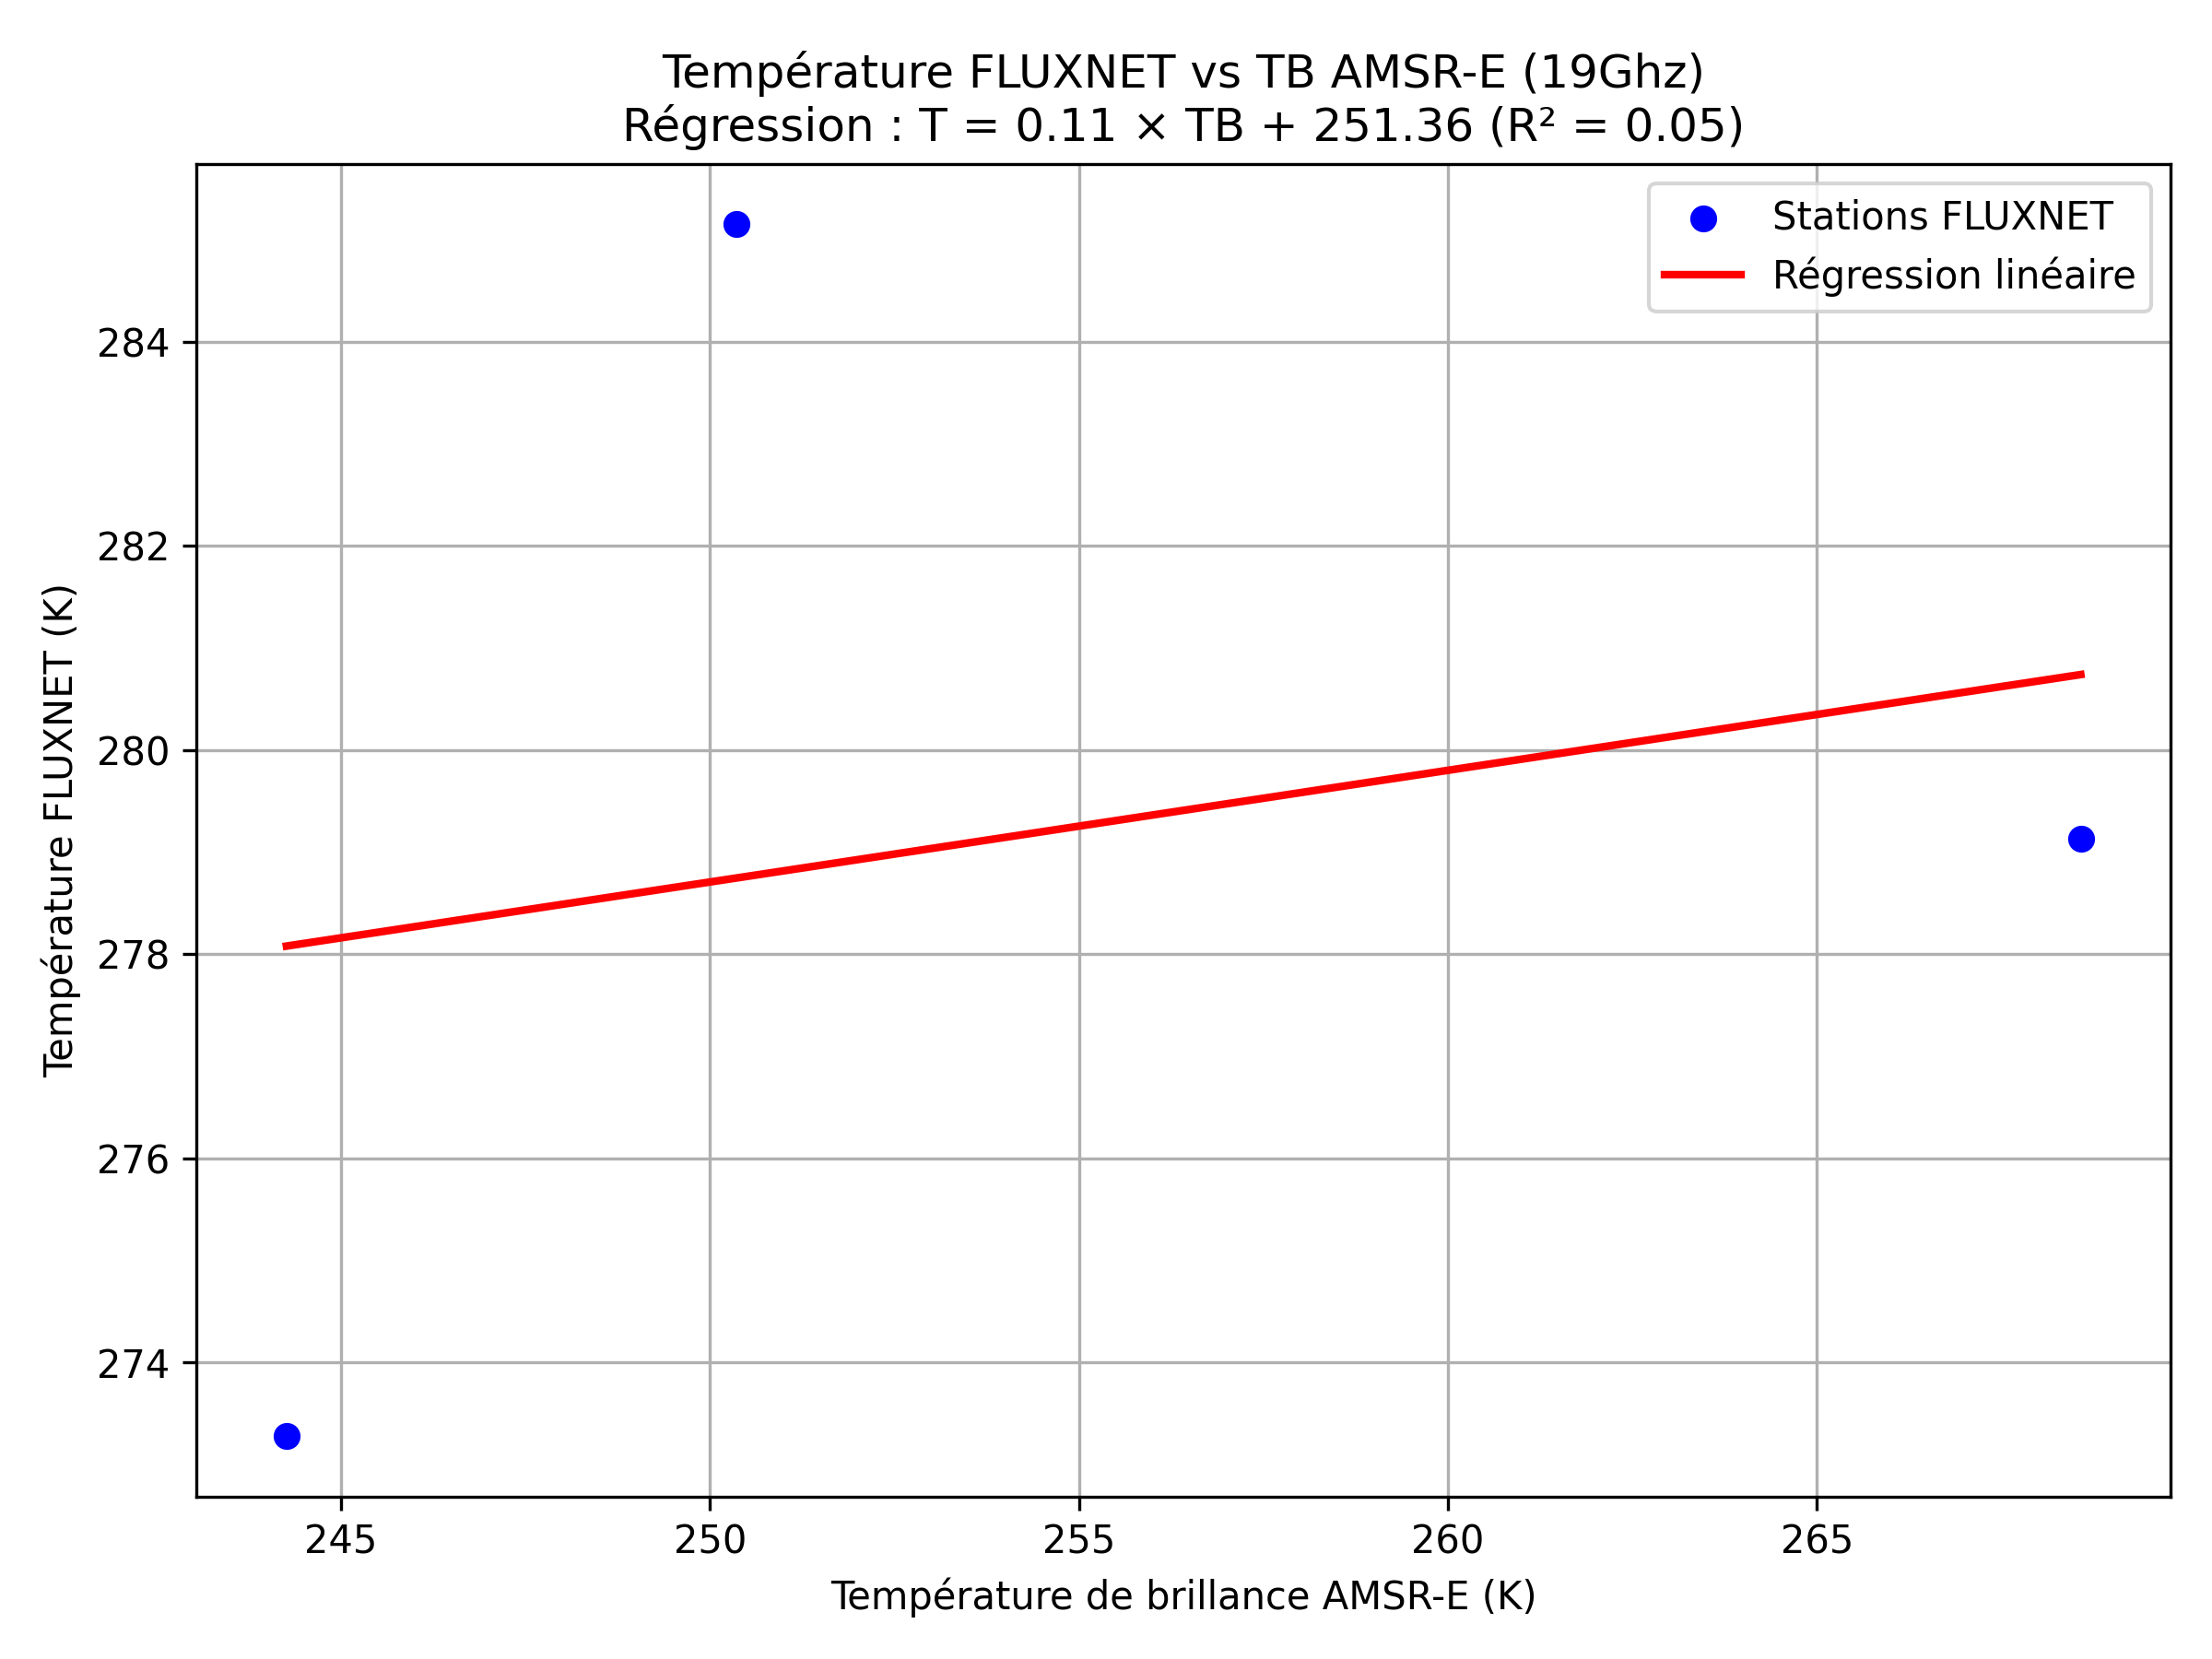 Température FLUXNET vs TB AMSR-E (19Ghz)
Régression : T = 0.11 × TB + 251.36 (R² = 0.05)
Stations FLUXNET
Régression linéaire
Température FLUXNET (K)
284
282
280
278
276
274
245
250
255
260
265
Température de brillance AMSR-E (K)